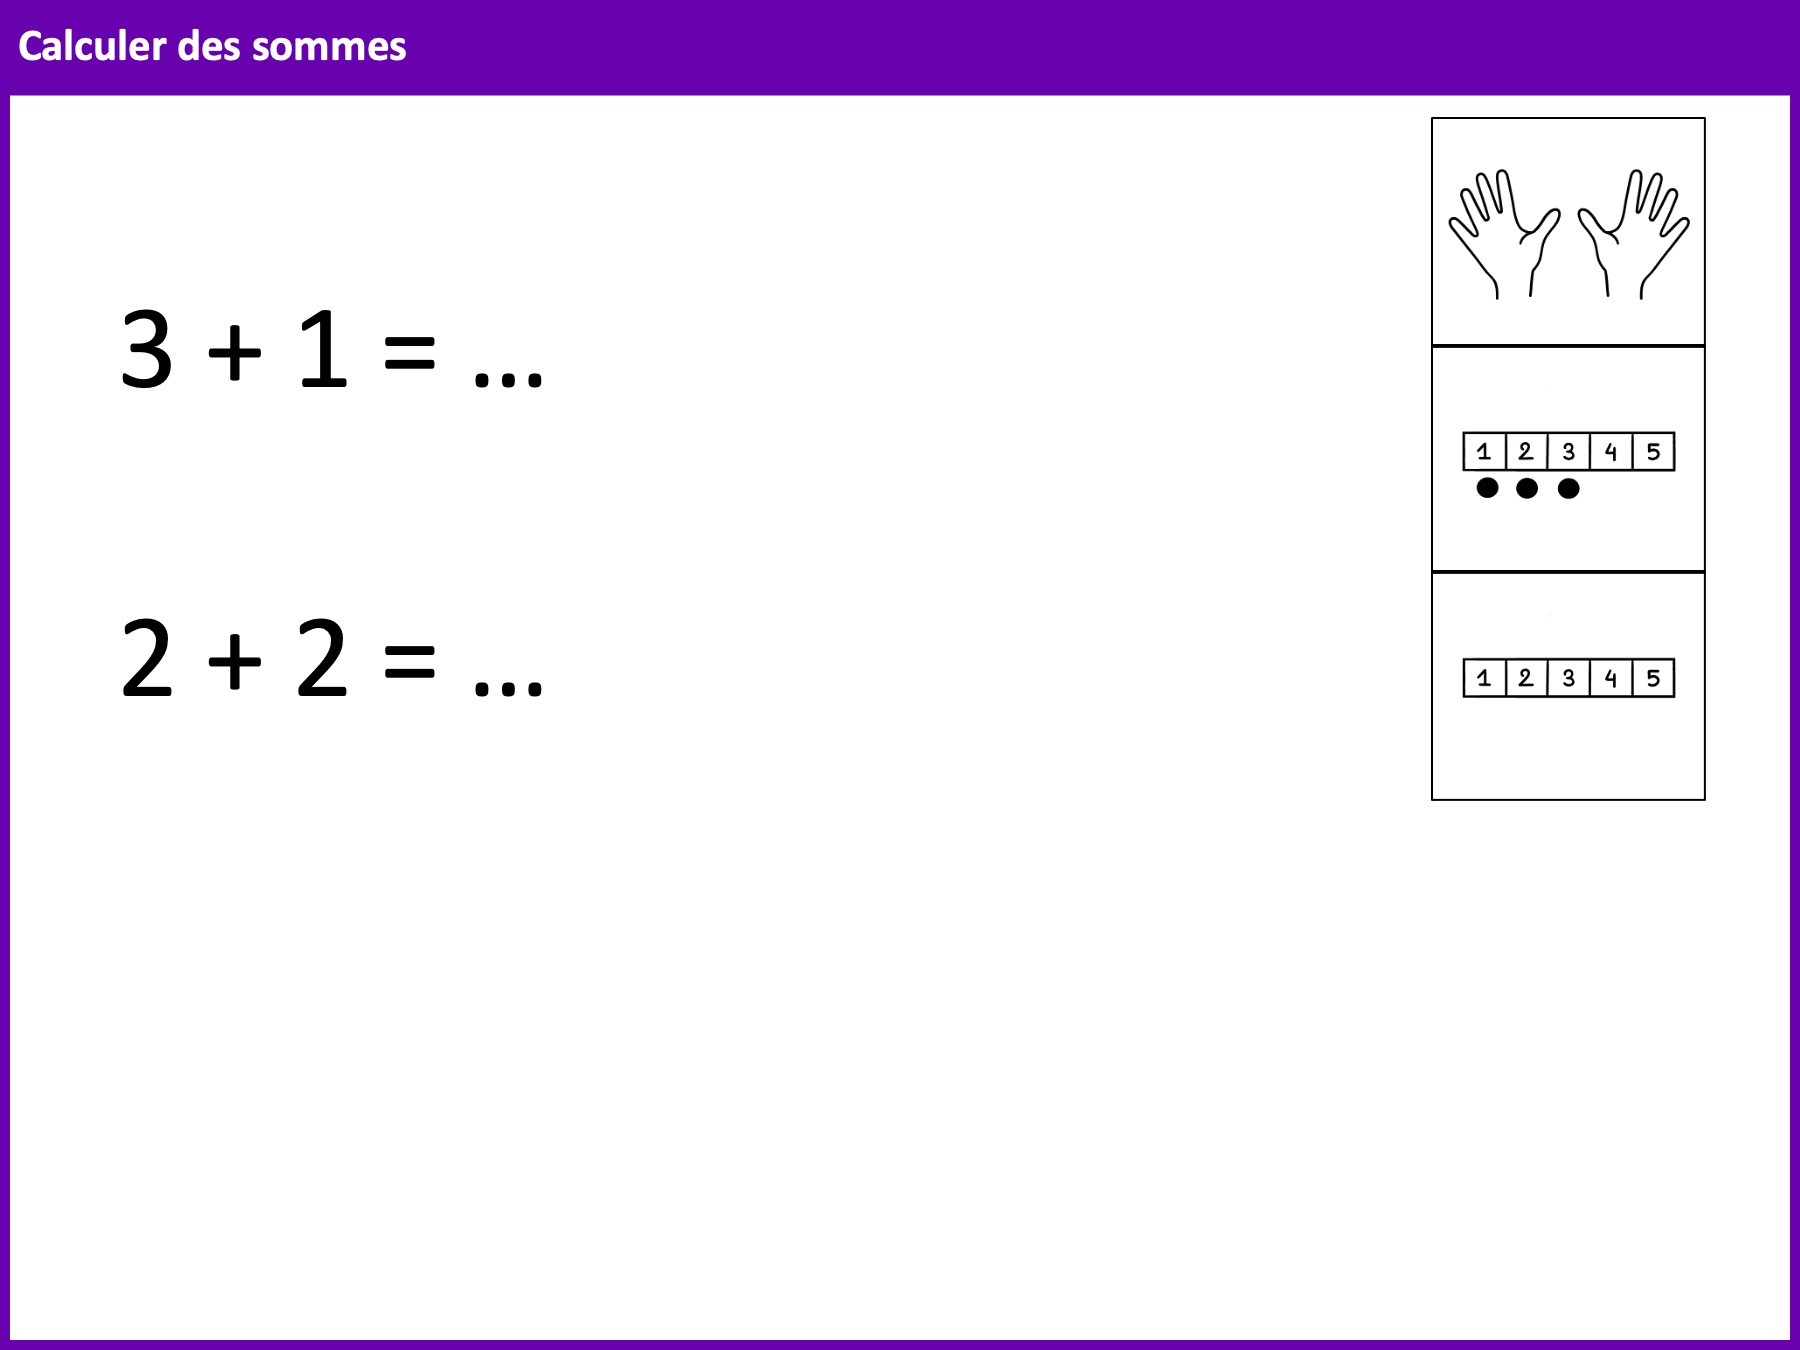 Calculer des sommes
3 + 1 = ...
2 + 2 = ...
1 2 3 4 5
1 2 3 4 5